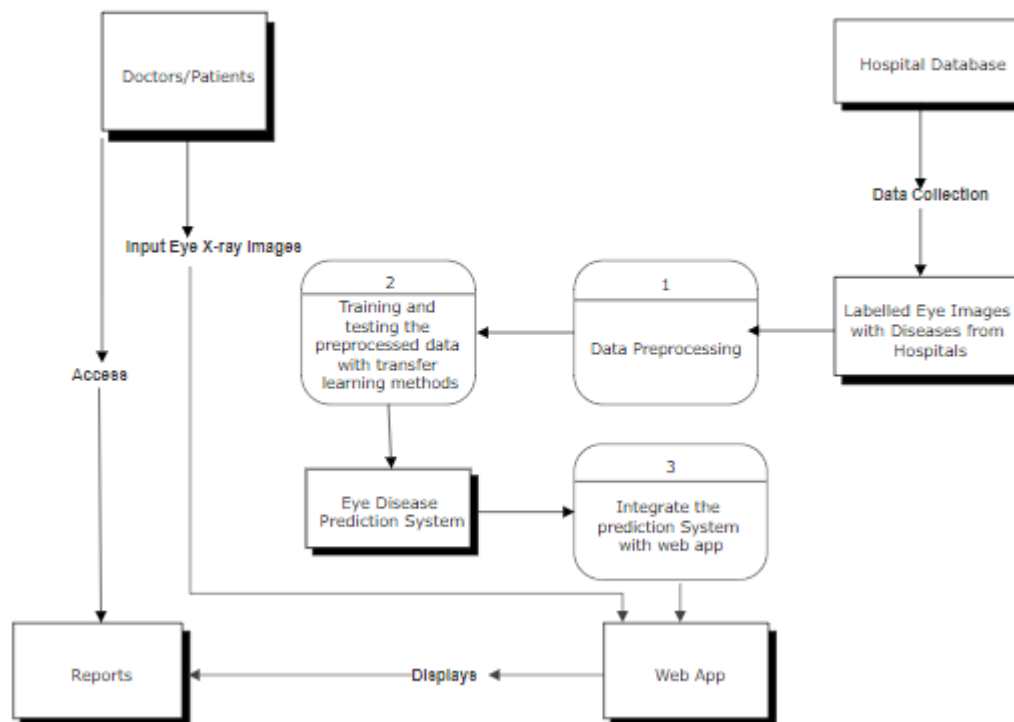 Doctors/Patients
Hospital Database
Data Collection
Input Eye X-ray Images
2
Training and
testing the
preprocessed data
with transfer
learning methods
1
Data Preprocessing
Labelled Eye Images
with Diseases from
Hospitals
Access
Eye Disease
Prediction System
3
Integrate the
prediction System
with web app
Reports
Displays
Web App